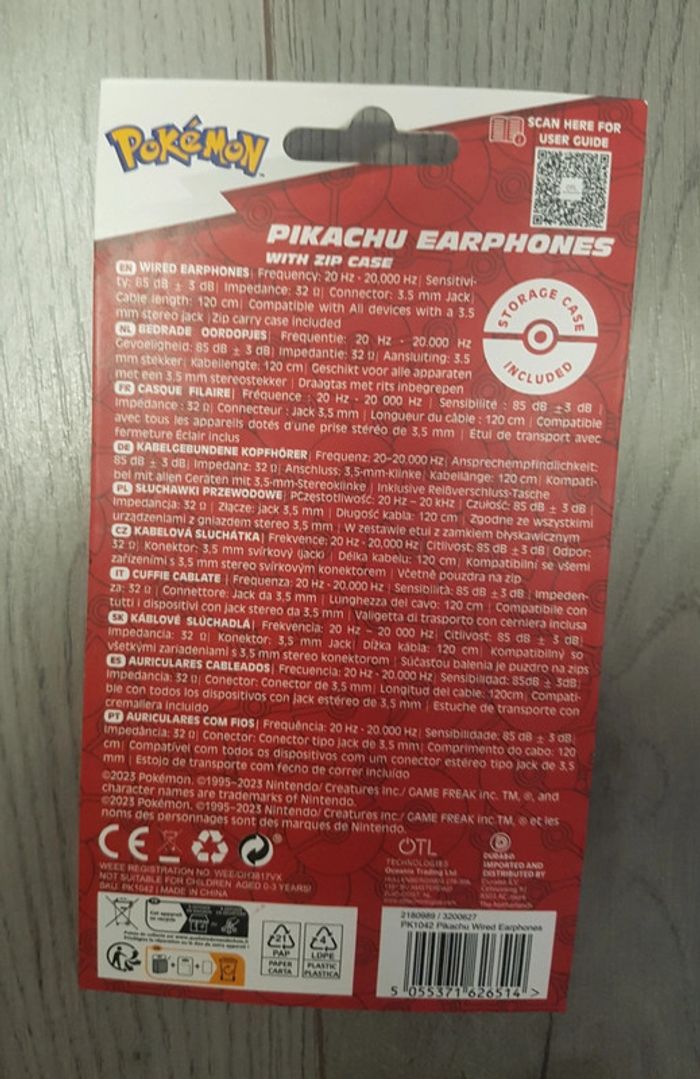 POKÉMON
SCAN HERE FOR
USER GUIDE
PIKACHU EARPHONES
WITH ZIP CASE
STORAGE CASE
INCLUDED
EN WIRED EARPHONES| Frequency: 20 Hz - 20,000 Hz| Sensitivi-
ty: 85 dB ± 3 dB| Impedance: 32 Ω| Connector: 3.5 mm Jack|
Cable length: 120 cm| Compatible with All devices with a 3.5
mm stereo jack |Zip carry case included
NL BEDRADE OORDOPJES| Frequentie: 20 Hz - 20.000 Hz
Gevoeligheid: 85 dB ± 3 dB| Impedantie: 32 Ω| Aansluiting: 3.5
mm stekker| Kabellengte: 120 cm| Geschikt voor alle apparaten
met een 3.5 mm stereostekker | Draagtas met rits inbegrepen
FR CASQUE FILAIRE| Fréquence : 20 Hz - 20 000 Hz | Sensibilité : 85 dB ±3 dB |
Impédance : 32 Ω| Connecteur : Jack 3,5 mm | Longueur du câble : 120 cm | Compatible
avec tous les appareils dotés d'une prise stéréo de 3,5 mm | Étui de transport avec
fermeture Éclair inclus
DE KABELGEBUNDENE KOPFHÖRER| Frequenz: 20–20,000 Hz| Ansprechempfindlichkeit:
85 dB ± 3 dB| Impedanz: 32 Ω| Anschluss: 3,5-mm-Klinke| Kabellänge: 120 cm| Kompati-
bel mit allen Geräten mit 3,5-mm-Stereoklinke | Inklusive Reißverschluss-Tasche
PL SŁUCHAWKI PRZEWODOWE| PCzęstotliwość: 20 Hz – 20 kHz| Czułość: 85 dB ± 3 dB |
Impedancja: 32 Ω| Złącze: jack 3,5 mm | Długość kabla: 120 cm| Zgodne ze wszystkimi
urządzeniami z gniazdem stereo 3,5 mm | W zestawie etui z zamkiem błyskawicznym
CZ KABELOVÁ SLUCHÁTKA| Frekvence: 20 Hz - 20,000 Hz| Citlivost: 85 dB ± 3 dB| Odpor:
32 Ω| Konektor: 3,5 mm svírkový (jack) | Délka kabelu: 120 cm| Kompatibilní se všemi
zařízeními s 3,5 mm stereo svírkovým konektorem | Včetně pouzdra na zip
IT CUFFIE CABLATE | Frequenza: 20 Hz - 20.000 Hz| Sensibilità: 85 dB ±3 dB| Impeden-
za: 32 Ω | Connettore: Jack da 3,5 mm | Lunghezza del cavo: 120 cm| Compatibile con
tutti i dispositivi con jack stereo da 3,5 mm | Valigetta di trasporto con cerniera inclusa
SK KÁBLOVÉ SLÚCHADLÁ| Frekvencia: 20 Hz – 20 000 Hz| Citlivosť: 85 dB ± 3 dB|
Impedancia: 32 Ω| Konektor: 3,5 mm Jack| Dĺžka kábla: 120 cm| Kompatibilný so
všetkými zariadeniami s 3,5 mm stereo konektorom | Súčasťou balenia je puzdro na zips
ES AURICULARES CABLEADOS| Frecuencia: 20 Hz - 20.000 Hz| Sensibilidad: 85dB ± 3dB|
Impedancia: 32 Ω| Conector: Conector de 3,5 mm| Longitud del cable: 120cm| Compati-
ble con todos los dispositivos con jack estéreo de 3,5 mm | Estuche de transporte con
cremallera incluido
PT AURICULARES COM FIOS| Frequência: 20 Hz - 20.000 Hz| Sensibilidade: 85 dB ± 3 dB|
Impedância: 32 Ω| Conector: Conector tipo Jack de 3,5 mm| Comprimento do cabo: 120
cm| Compatível com todos os dispositivos com um conector estéreo tipo Jack de 3,5
mm | Estojo de transporte com fecho de correr incluído
©2023 Pokémon. ©1995–2023 Nintendo/ Creatures Inc./ GAME FREAK inc. TM, ®, and
character names are trademarks of Nintendo.
©2023 Pokémon. ©1995–2023 Nintendo/ Creatures Inc./ GAME FREAK inc. TM, ® et les
noms des personnages sont des marques de Nintendo.
CE
WEEE REGISTRATION NO. WEE/DH3817VX
NOT SUITABLE FOR CHILDREN AGED 0-3 YEARS!
SKU: PK1042 | MADE IN CHINA
OTL
TECHNOLOGIES
Oceania Trading Ltd
DURABO
IMPORTED AND
DISTRIBUTED BY
Durabo B.V.
The Netherlands
FR
Cet appareil
se recycle
21
PAP
PAPER
CARTA
4
LDPE
PLASTIC
PLASTICA
2180989 / 3200627
PK1042 Pikachu Wired Earphones
5 055371 626514 >